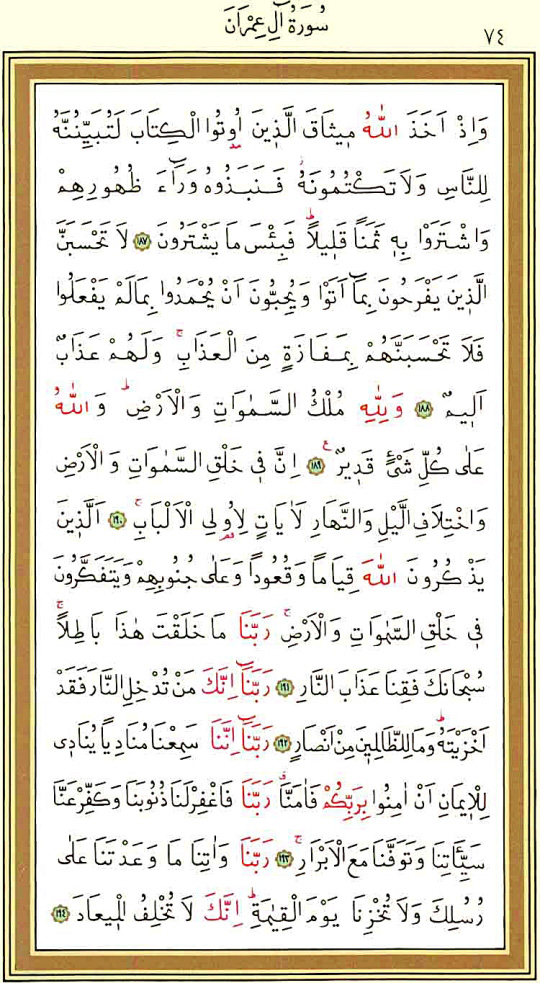 سُورَةُ اٰلِ عِمْرَانَ
٧٤
وَاِذْ اَخَذَ اللّٰهُ مٖيثَاقَ الَّذٖينَ اُوتُوا الْكِتَابَ لَتُبَيِّنُنَّهُ
لِلنَّاسِ وَلَا تَكْتُمُونَهُۘ فَنَبَذُوهُ وَرَٓاءَ ظُهُورِهِمْ
وَاشْتَرَوْا بِهٖ ثَمَنًا قَلٖيلًاؕ فَبِئْسَ مَا يَشْتَرُونَ ﴿١٨٧﴾ لَا تَحْسَبَنَّ
الَّذٖينَ يَفْرَحُونَ بِمَٓا اَتَوْا وَيُحِبُّونَ اَنْ يُحْمَدُوا بِمَا لَمْ يَفْعَلُوا
فَلَا تَحْسَبَنَّهُمْ بِمَفَازَةٍ مِنَ الْعَذَابِۚ وَلَهُمْ عَذَابٌ
اَلٖيمٌ ﴿١٨٨﴾ وَلِلّٰهِ مُلْكُ السَّمٰوَاتِ وَالْاَرْضِؕ وَاللّٰهُ
عَلٰى كُلِّ شَیْءٍ قَدٖيرٌࣖ ﴿١٨٩﴾ اِنَّ فٖى خَلْقِ السَّمٰوَاتِ وَالْاَرْضِ
وَاخْتِلَافِ الَّيْلِ وَالنَّهَارِ لَاٰيَاتٍ لِاُولِى الْاَلْبَابِۚ ﴿١٩٠﴾ اَلَّذٖينَ
يَذْكُرُونَ اللّٰهَ قِيَامًا وَقُعُودًا وَعَلٰى جُنُوبِهِمْ وَيَتَفَكَّرُونَ
فٖى خَلْقِ السَّمٰوَاتِ وَالْاَرْضِۚ رَبَّنَا مَا خَلَقْتَ هٰذَا بَاطِلًاۚ
سُبْحَانَكَ فَقِنَا عَذَابَ النَّارِ ﴿١٩١﴾ رَبَّنَٓا اِنَّكَ مَنْ تُدْخِلِ النَّارَ فَقَدْ
اَخْزَيْتَهُؕ وَمَا لِلظَّالِمٖينَ مِنْ اَنْصَارٍ ﴿١٩٢﴾ رَبَّنَٓا اِنَّنَا سَمِعْنَا مُنَادِيًا يُنَادٖى
لِلْاٖيمَانِ اَنْ اٰمِنُوا بِرَبِّكُمْ فَاٰمَنَّاۗ رَبَّنَا فَاغْفِرْ لَنَا ذُنُوبَنَا وَكَفِّرْ عَنَّا
سَيِّـَٔاتِنَا وَتَوَفَّنَا مَعَ الْاَبْرَارِۚ ﴿١٩٣﴾ رَبَّنَا وَاٰتِنَا مَا وَعَدْتَنَا عَلٰى
رُسُلِكَ وَلَا تُخْزِنَا يَوْمَ الْقِيٰمَةِؕ اِنَّكَ لَا تُخْلِفُ الْمٖيعَادَ ﴿١٩٤﴾